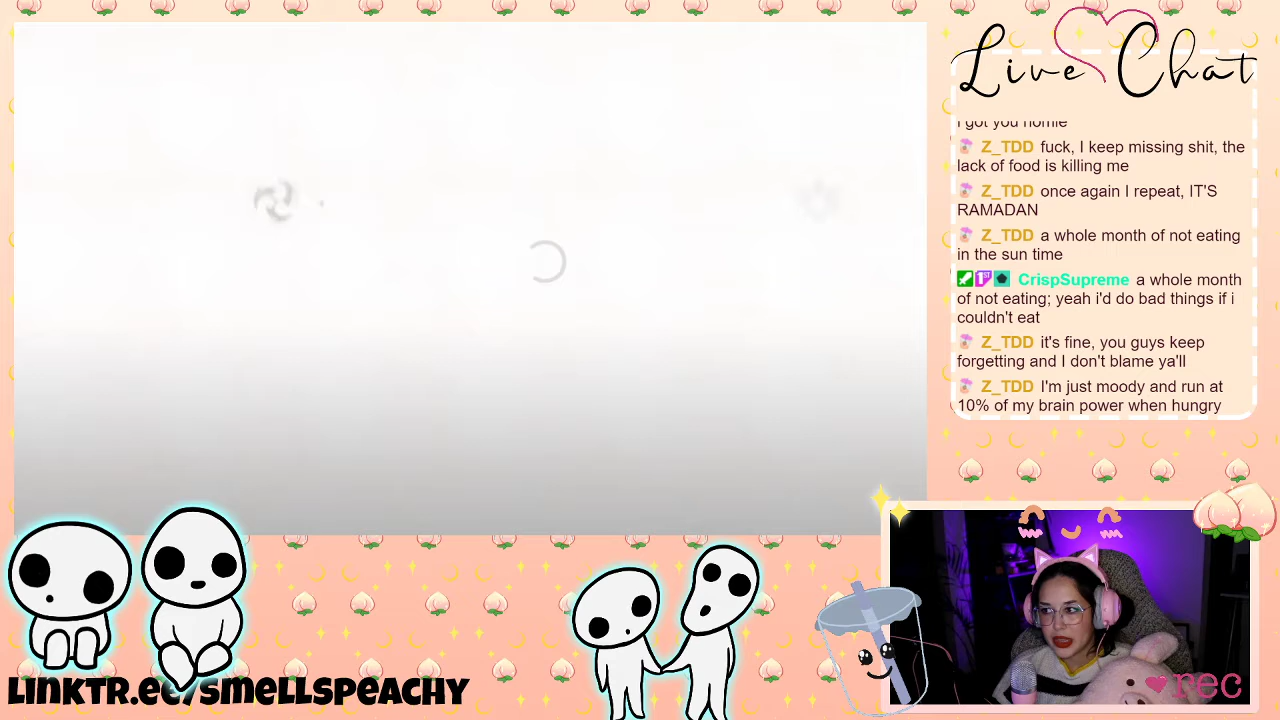 Live Chat
I got you homie
Z_TDD fuck, I keep missing shit, the
lack of food is killing me
Z_TDD once again I repeat, IT'S
RAMADAN
Z_TDD a whole month of not eating
in the sun time
1ST CrispSupreme a whole month
of not eating; yeah i'd do bad things if i
couldn't eat
Z_TDD it's fine, you guys keep
forgetting and I don't blame ya'll
Z_TDD I'm just moody and run at
10% of my brain power when hungry
LINKTR.EE/SMELLSPEACHY
rec